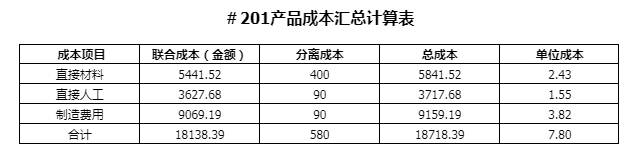 # 201产品成本汇总计算表
成本项目 联合成本（金额） 分离成本 总成本 单位成本
直接材料 5441.52 400 5841.52 2.43
直接人工 3627.68 90 3717.68 1.55
制造费用 9069.19 90 9159.19 3.82
合计 18138.39 580 18718.39 7.80